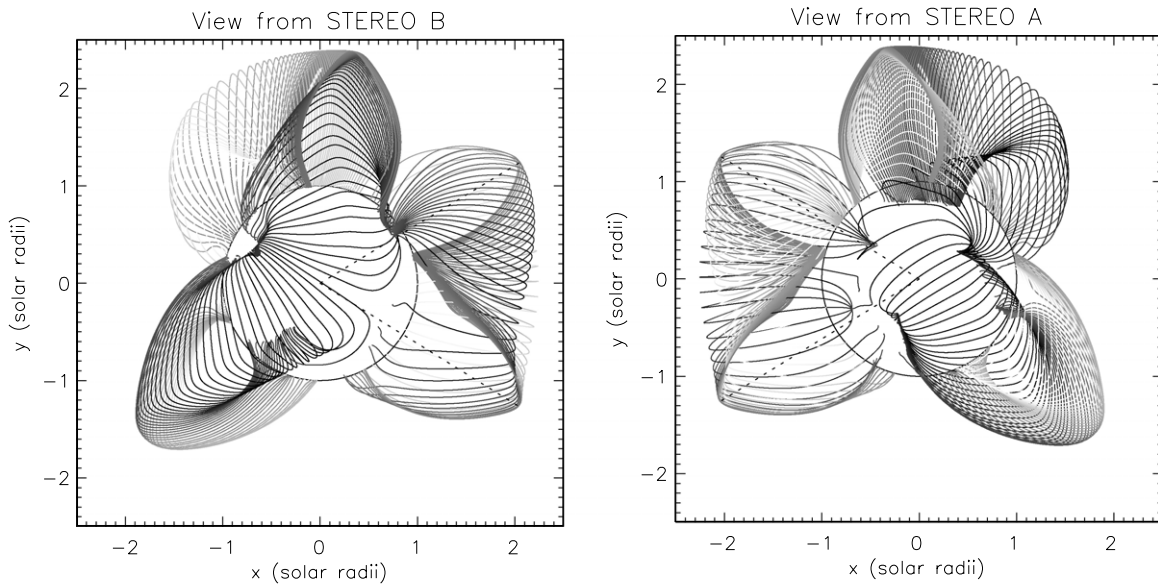 View from STEREO B
2
1
0
−1
−2
y (solar radii)
−2 −1 0 1 2
x (solar radii)
View from STEREO A
2
1
0
−1
−2
y (solar radii)
−2 −1 0 1 2
x (solar radii)